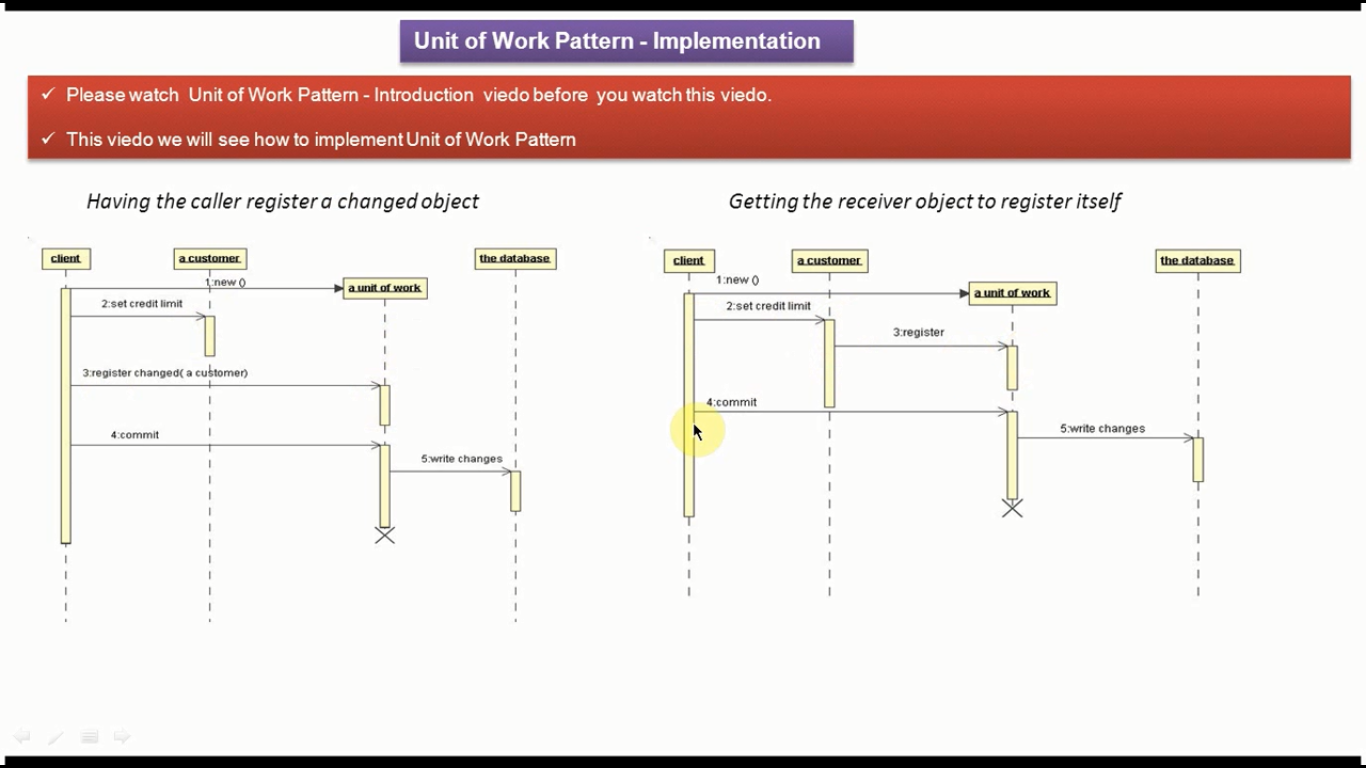 Unit of Work Pattern - Implementation
✓ Please watch Unit of Work Pattern - Introduction viedo before you watch this viedo.
✓ This viedo we will see how to implement Unit of Work Pattern
Having the caller register a changed object
client
a customer
the database
1:new ()
a unit of work
2:set credit limit
3:register changed( a customer)
4:commit
5:write changes
Getting the receiver object to register itself
client
a customer
the database
1:new ()
a unit of work
2:set credit limit
3:register
4:commit
5:write changes